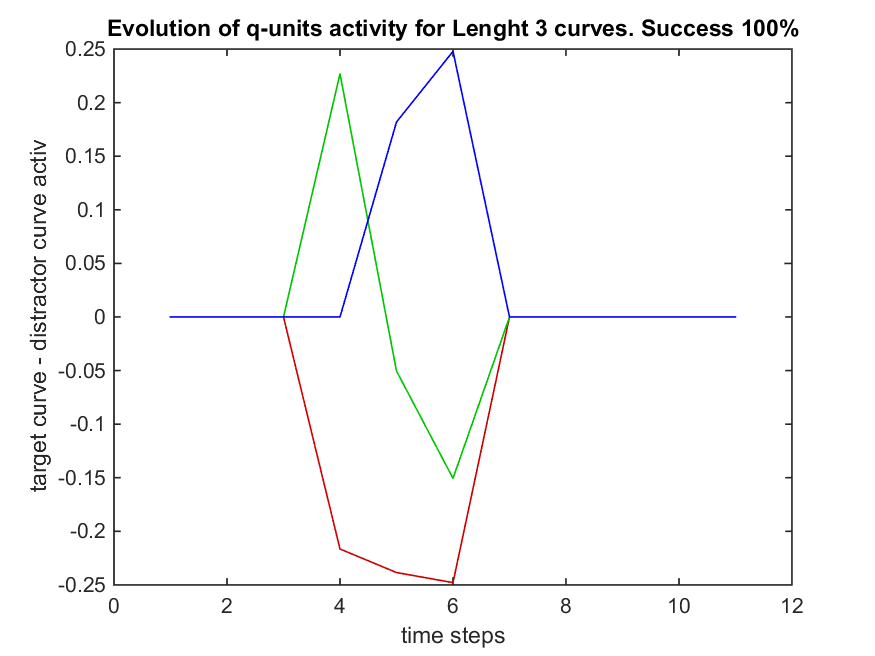 Evolution of q-units activity for Lenght 3 curves. Success 100%
target curve - distractor curve activ
0.25
0.2
0.15
0.1
0.05
0
-0.05
-0.1
-0.15
-0.2
-0.25
0 2 4 6 8 10 12
time steps